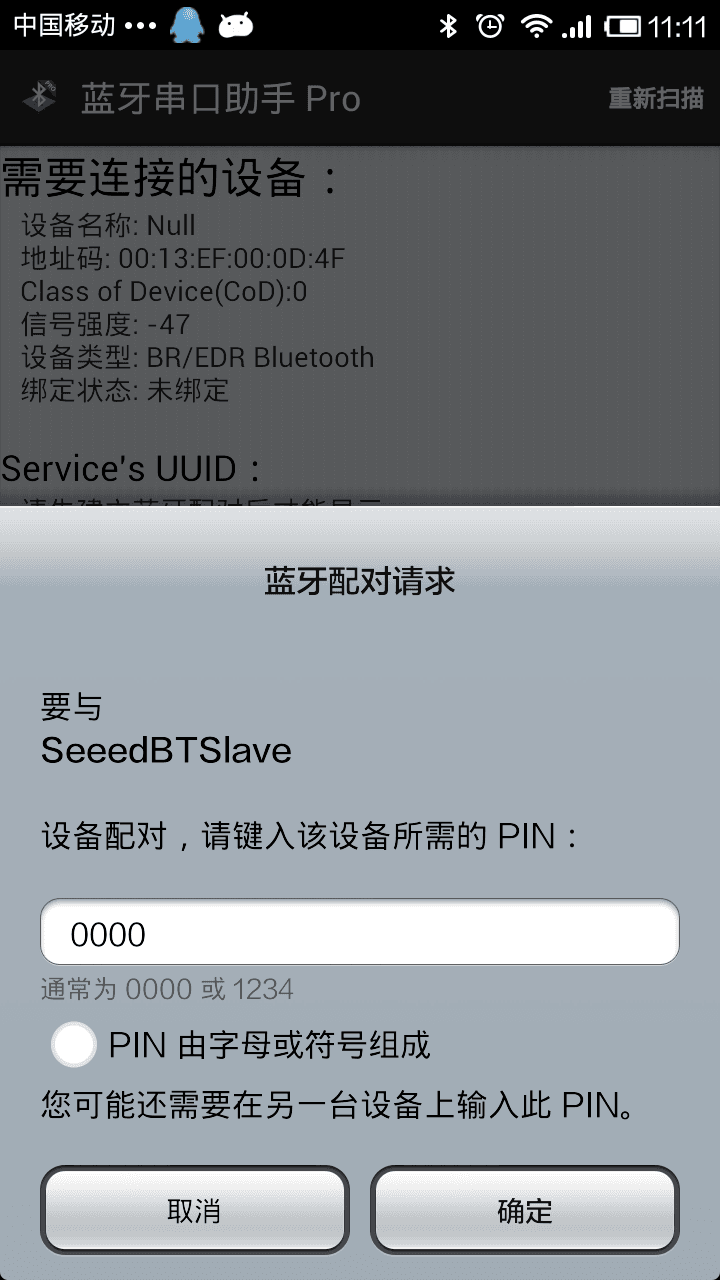 中国移动 ••• 11:11
蓝牙串口助手 Pro 重新扫描
需要连接的设备：
设备名称: Null
地址码: 00:13:EF:00:0D:4F
Class of Device(CoD):0
信号强度: -47
设备类型: BR/EDR Bluetooth
绑定状态: 未绑定
Service's UUID：
蓝牙配对请求
要与
SeeedBTSlave
设备配对，请键入该设备所需的 PIN：
0000
通常为 0000 或 1234
PIN 由字母或符号组成
您可能还需要在另一台设备上输入此 PIN。
取消 确定